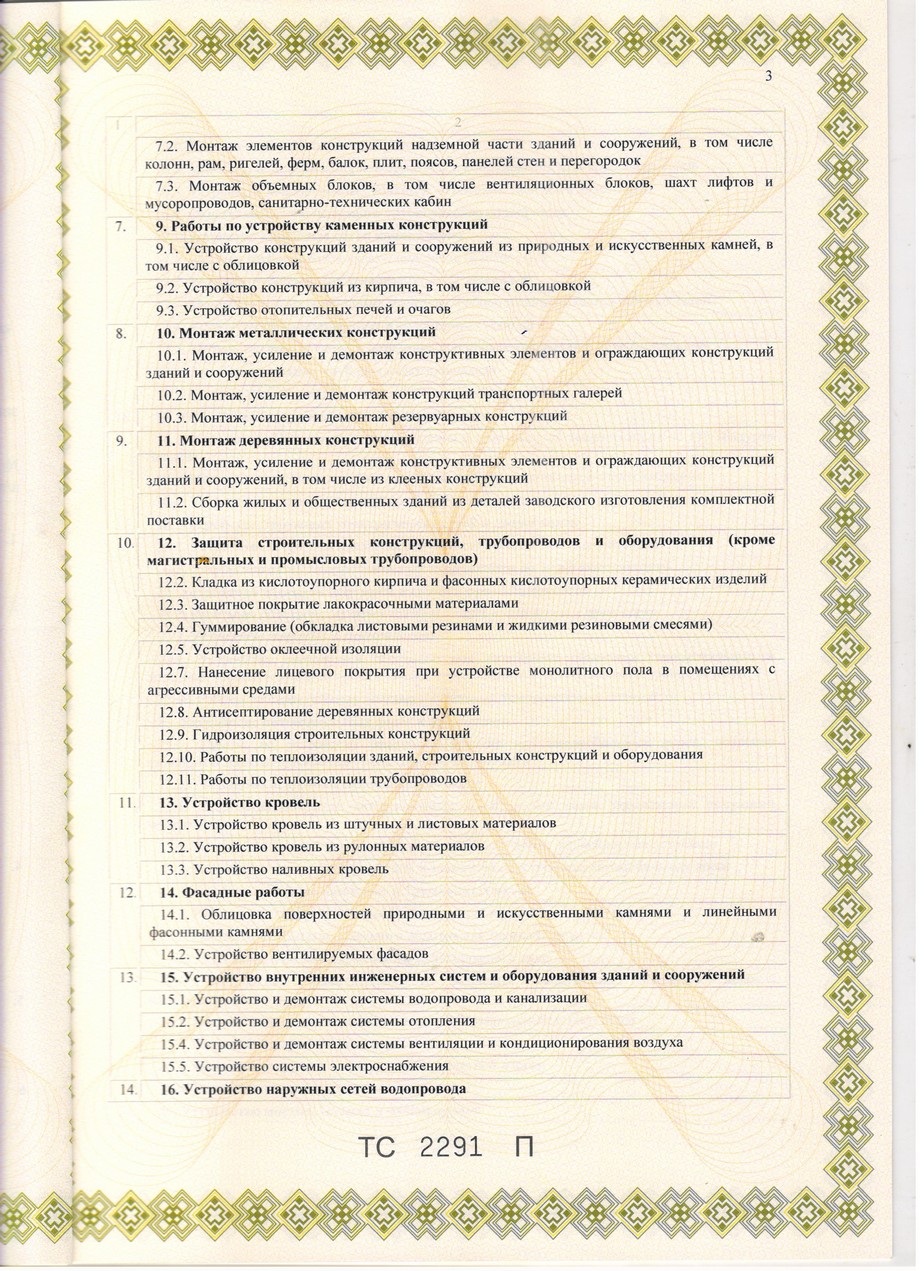 3
1 2
7.2. Монтаж элементов конструкций надземной части зданий и сооружений, в том числе
колонн, рам, ригелей, ферм, балок, плит, поясов, панелей стен и перегородок
7.3. Монтаж объемных блоков, в том числе вентиляционных блоков, шахт лифтов и
мусоропроводов, санитарно-технических кабин
7. 9. Работы по устройству каменных конструкций
9.1. Устройство конструкций зданий и сооружений из природных и искусственных камней, в
том числе с облицовкой
9.2. Устройство конструкций из кирпича, в том числе с облицовкой
9.3. Устройство отопительных печей и очагов
8. 10. Монтаж металлических конструкций
10.1. Монтаж, усиление и демонтаж конструктивных элементов и ограждающих конструкций
зданий и сооружений
10.2. Монтаж, усиление и демонтаж конструкций транспортных галерей
10.3. Монтаж, усиление и демонтаж резервуарных конструкций
9. 11. Монтаж деревянных конструкций
11.1. Монтаж, усиление и демонтаж конструктивных элементов и ограждающих конструкций
зданий и сооружений, в том числе из клееных конструкций
11.2. Сборка жилых и общественных зданий из деталей заводского изготовления комплектной
поставки
10. 12. Защита строительных конструкций, трубопроводов и оборудования (кроме
магистральных и промысловых трубопроводов)
12.2. Кладка из кислотоупорного кирпича и фасонных кислотоупорных керамических изделий
12.3. Защитное покрытие лакокрасочными материалами
12.4. Гуммирование (обкладка листовыми резинами и жидкими резиновыми смесями)
12.5. Устройство оклеечной изоляции
12.7. Нанесение лицевого покрытия при устройстве монолитного пола в помещениях с
агрессивными средами
12.8. Антисептирование деревянных конструкций
12.9. Гидроизоляция строительных конструкций
12.10. Работы по теплоизоляции зданий, строительных конструкций и оборудования
12.11. Работы по теплоизоляции трубопроводов
11. 13. Устройство кровель
13.1. Устройство кровель из штучных и листовых материалов
13.2. Устройство кровель из рулонных материалов
13.3. Устройство наливных кровель
12. 14. Фасадные работы
14.1. Облицовка поверхностей природными и искусственными камнями и линейными
фасонными камнями
14.2. Устройство вентилируемых фасадов
13. 15. Устройство внутренних инженерных систем и оборудования зданий и сооружений
15.1. Устройство и демонтаж системы водопровода и канализации
15.2. Устройство и демонтаж системы отопления
15.4. Устройство и демонтаж системы вентиляции и кондиционирования воздуха
15.5. Устройство системы электроснабжения
14. 16. Устройство наружных сетей водопровода
ТС 2291 П